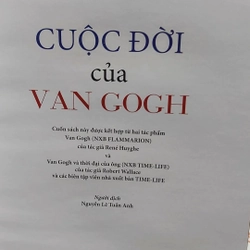 CUỘC ĐỜI
của
VAN GOGH
Cuốn sách này được kết hợp từ hai tác phẩm
Van Gogh (NXB FLAMMARION)
của tác giả René Huyghe
và
Van Gogh và thời đại của ông (NXB TIME-LIFE)
của tác giả Robert Wallace
và các biên tập viên nhà xuất bản TIME-LIFE
Người dịch:
Nguyễn Lê Tuấn Anh